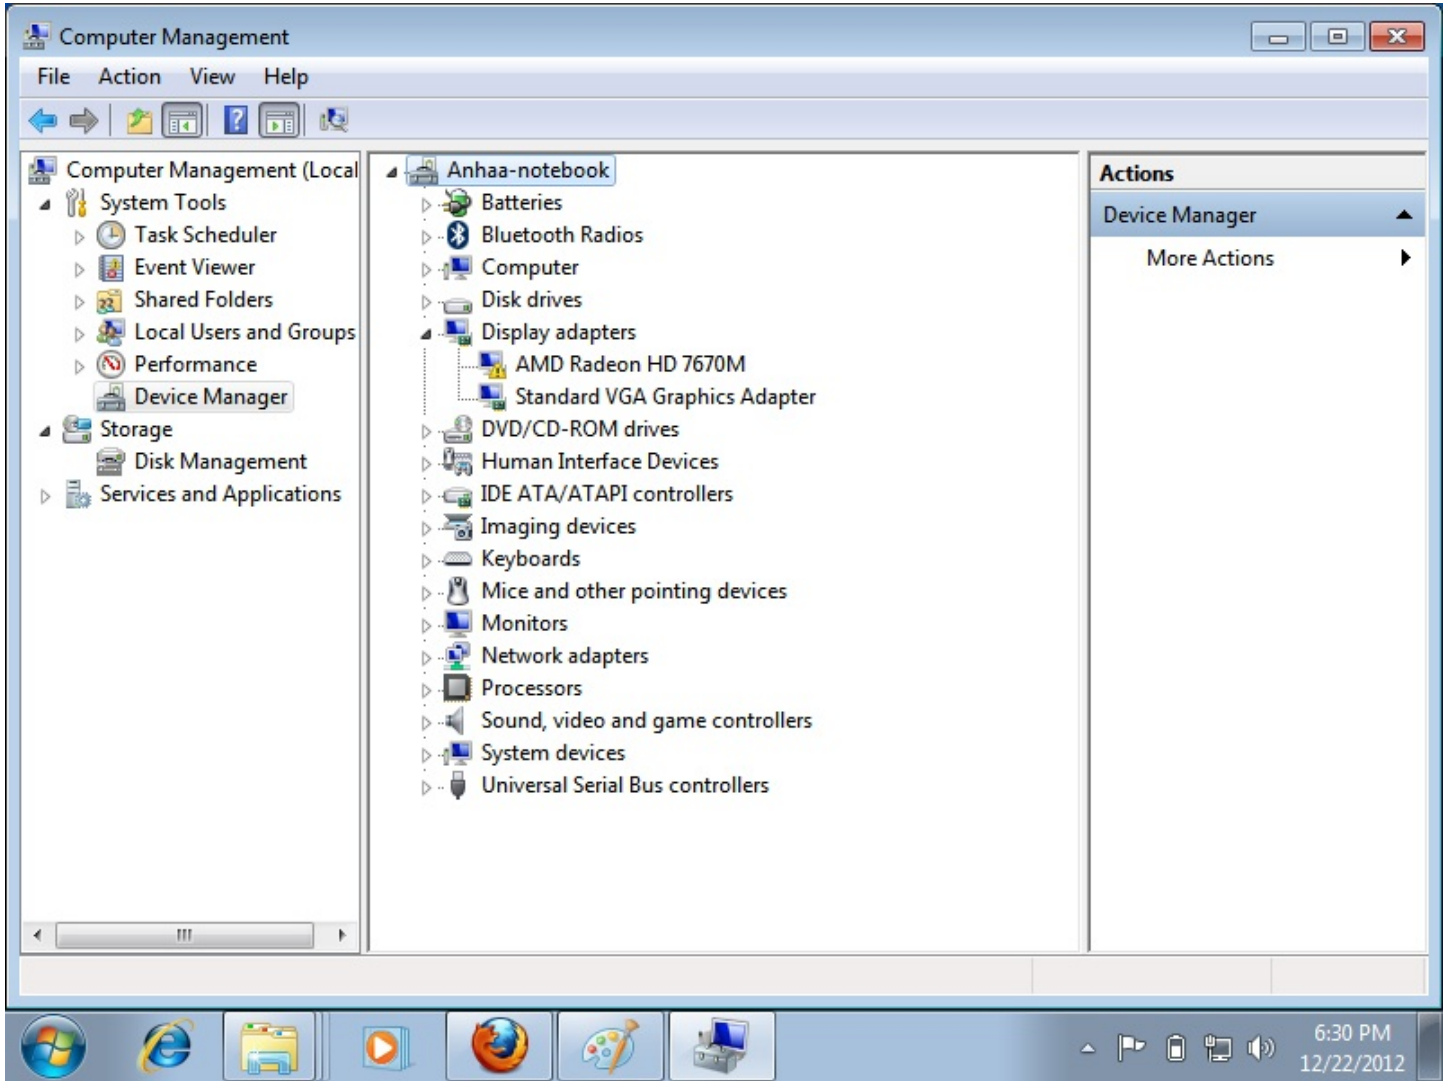 Computer Management
File Action View Help
Computer Management (Local
System Tools
Task Scheduler
Event Viewer
Shared Folders
Local Users and Groups
Performance
Device Manager
Storage
Disk Management
Services and Applications
Anhaa-notebook
Batteries
Bluetooth Radios
Computer
Disk drives
Display adapters
AMD Radeon HD 7670M
Standard VGA Graphics Adapter
DVD/CD-ROM drives
Human Interface Devices
IDE ATA/ATAPI controllers
Imaging devices
Keyboards
Mice and other pointing devices
Monitors
Network adapters
Processors
Sound, video and game controllers
System devices
Universal Serial Bus controllers
Actions
Device Manager
More Actions
6:30 PM
12/22/2012